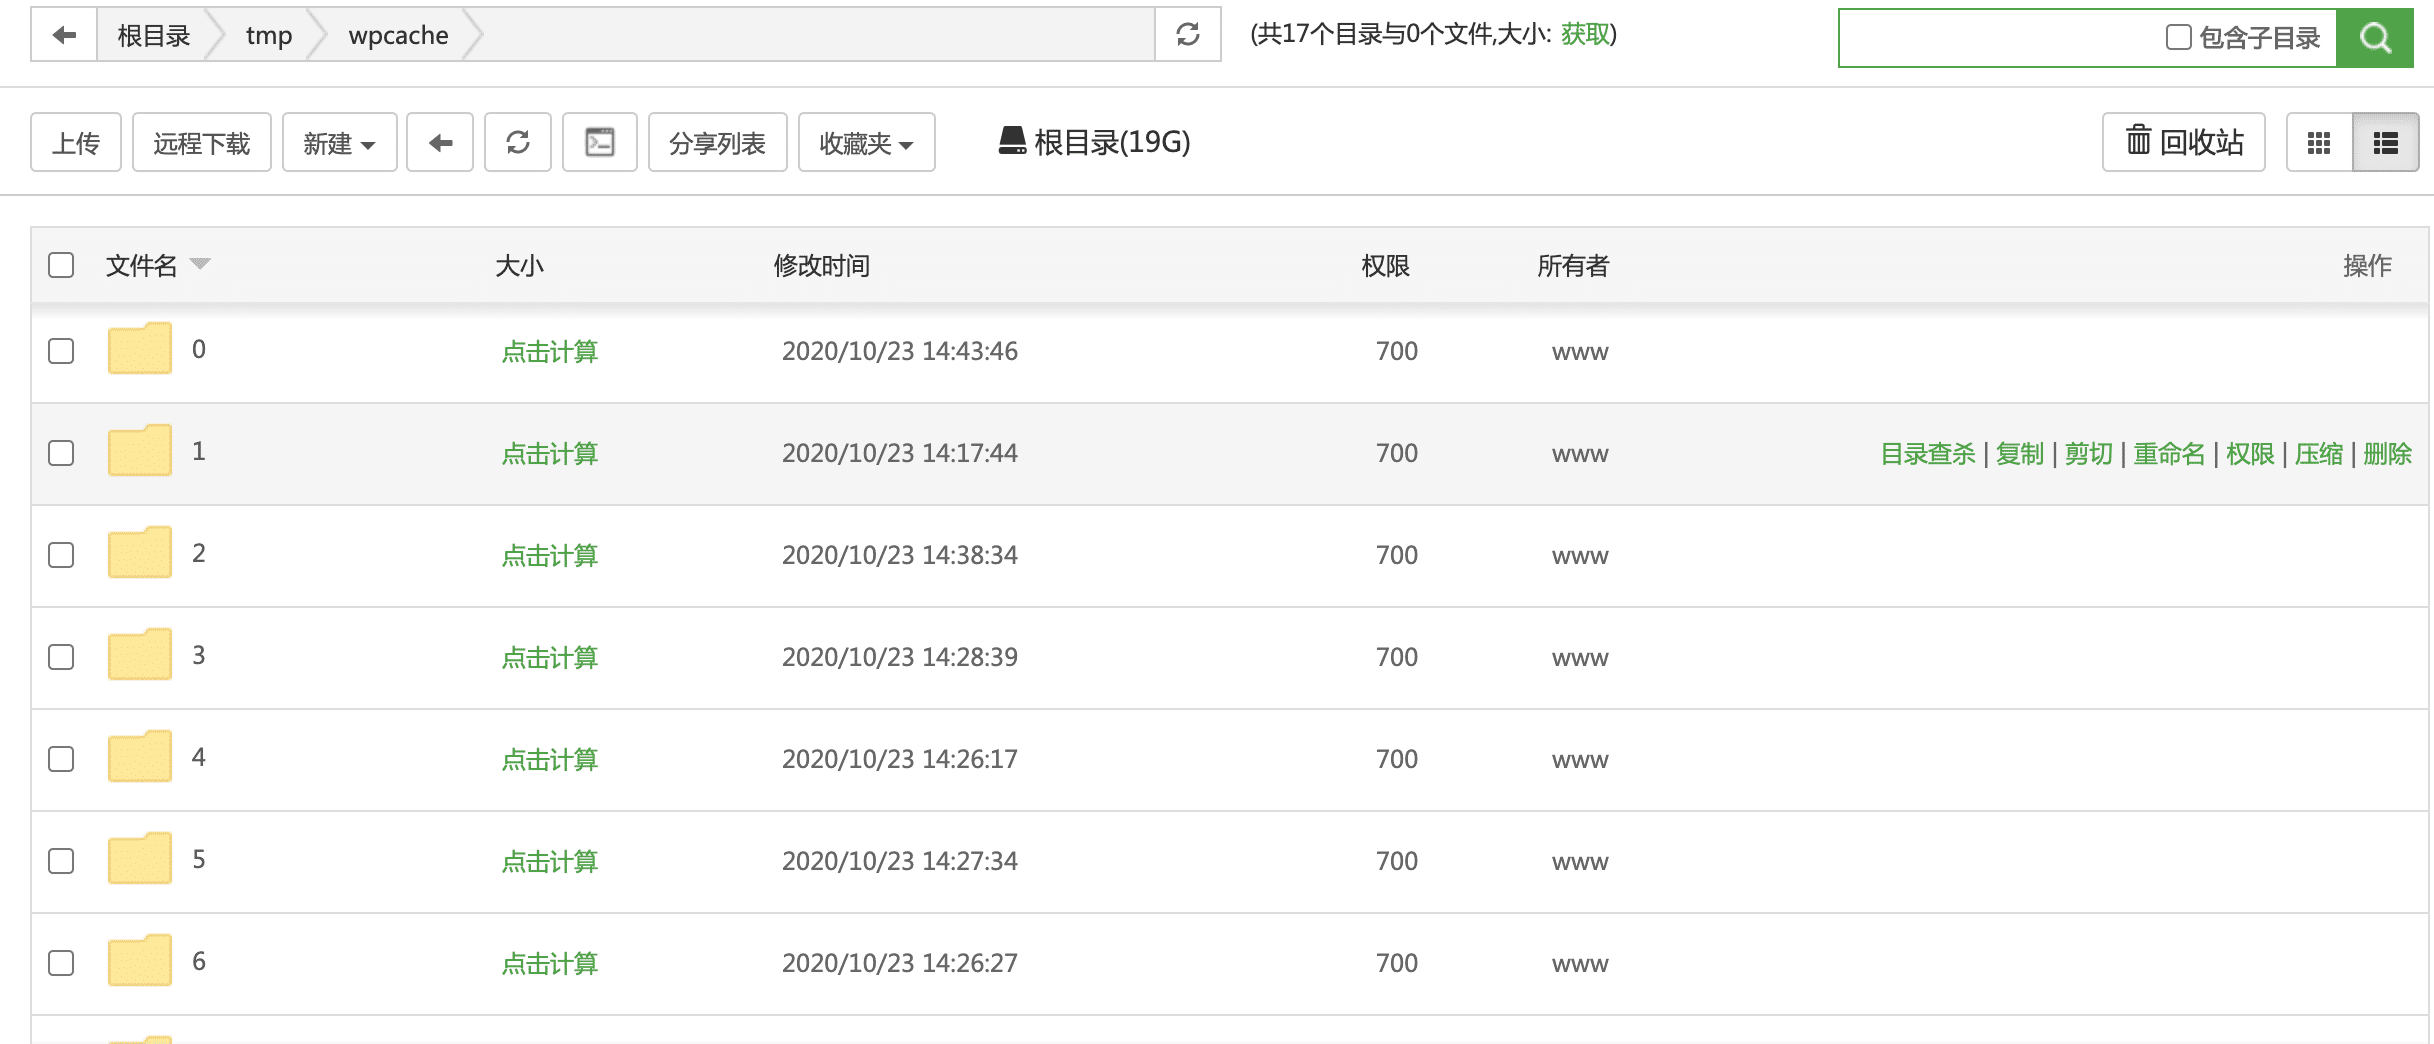 根目录 tmp wpcache (共17个目录与0个文件,大小: 获取) 包含子目录
上传 远程下载 新建 分享列表 收藏夹 根目录(19G) 回收站
文件名 大小 修改时间 权限 所有者 操作
0 点击计算 2020/10/23 14:43:46 700 www
1 点击计算 2020/10/23 14:17:44 700 www 目录查杀 | 复制 | 剪切 | 重命名 | 权限 | 压缩 | 删除
2 点击计算 2020/10/23 14:38:34 700 www
3 点击计算 2020/10/23 14:28:39 700 www
4 点击计算 2020/10/23 14:26:17 700 www
5 点击计算 2020/10/23 14:27:34 700 www
6 点击计算 2020/10/23 14:26:27 700 www